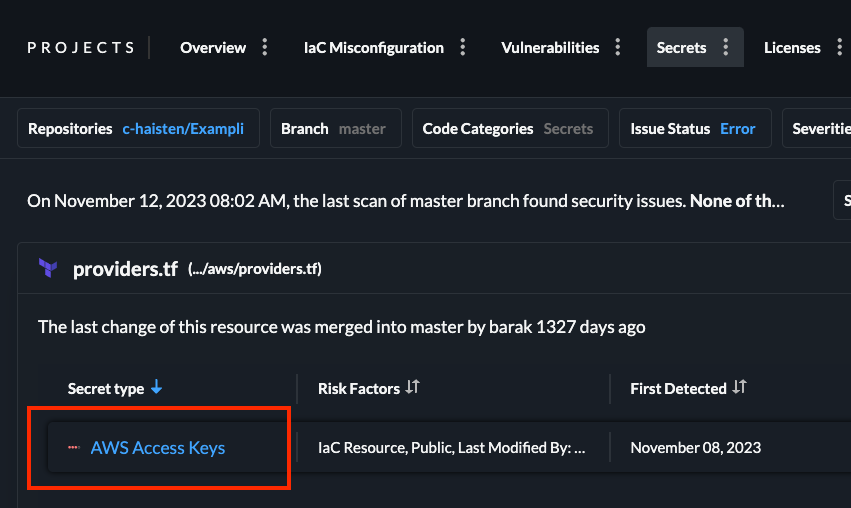 PROJECTS Overview IaC Misconfiguration Vulnerabilities Secrets Licenses
Repositories c-haisten/Exampli Branch master Code Categories Secrets Issue Status Error Severitie
On November 12, 2023 08:02 AM, the last scan of master branch found security issues. None of th... S
providers.tf (.../aws/providers.tf)
The last change of this resource was merged into master by barak 1327 days ago
Secret type Risk Factors First Detected
AWS Access Keys IaC Resource, Public, Last Modified By: ... November 08, 2023